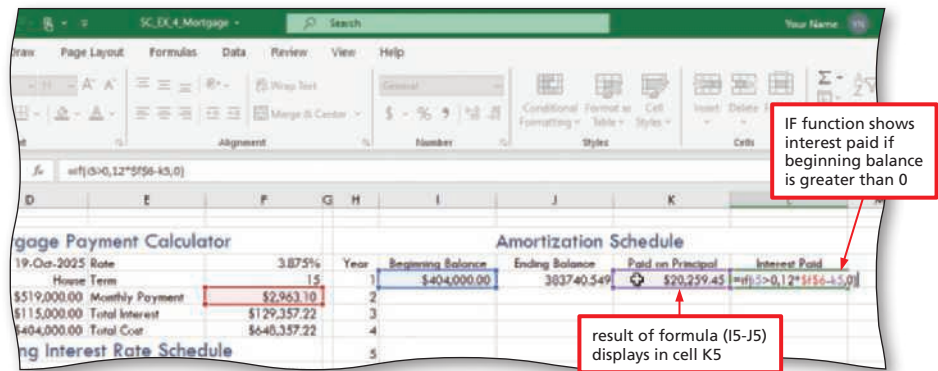 SC_EX_4_Mortgage
Search
Your Name
Draw Page Layout Formulas Data Review View Help
Wrap Text
General
Merge & Center
$ - % 9
Conditional Format as Cell
Formatting Table Styles
Insert Delete
Alignment
Number
Styles
Cells
IF function shows
interest paid if
beginning balance
is greater than 0
fx =if(i5>0,12*$f$6-k5,0)
D E F G H I J K
gage Payment Calculator
Amortization Schedule
19-Oct-2025 Rate 3.875% Year Beginning Balance Ending Balance Paid on Principal Interest Paid
House Term 15 1 $404,000.00 383740.549 $20,259.45 =if(i5>0,12*$f$6-k5,0)
$519,000.00 Monthly Payment $2,963.10 2
$115,000.00 Total Interest $129,357.22 3
$404,000.00 Total Cost $648,357.22 4
ng Interest Rate Schedule 5
result of formula (I5-J5)
displays in cell K5